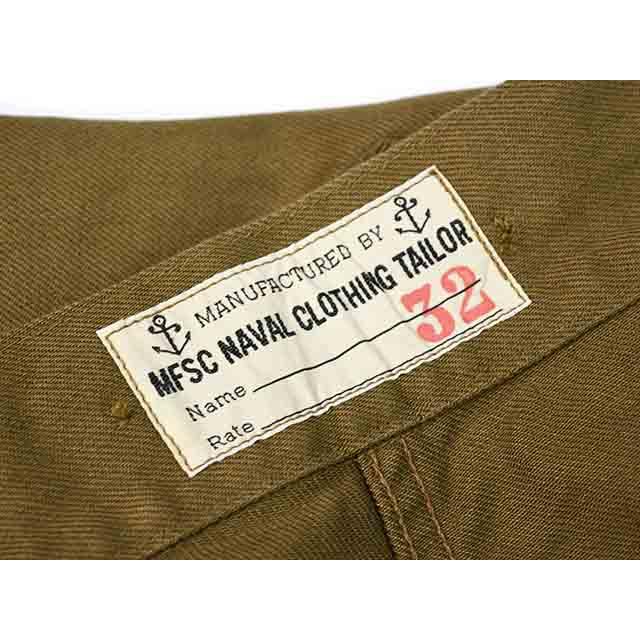 MANUFACTURED BY
MFSC NAVAL CLOTHING TAILOR
32
Name
Rate